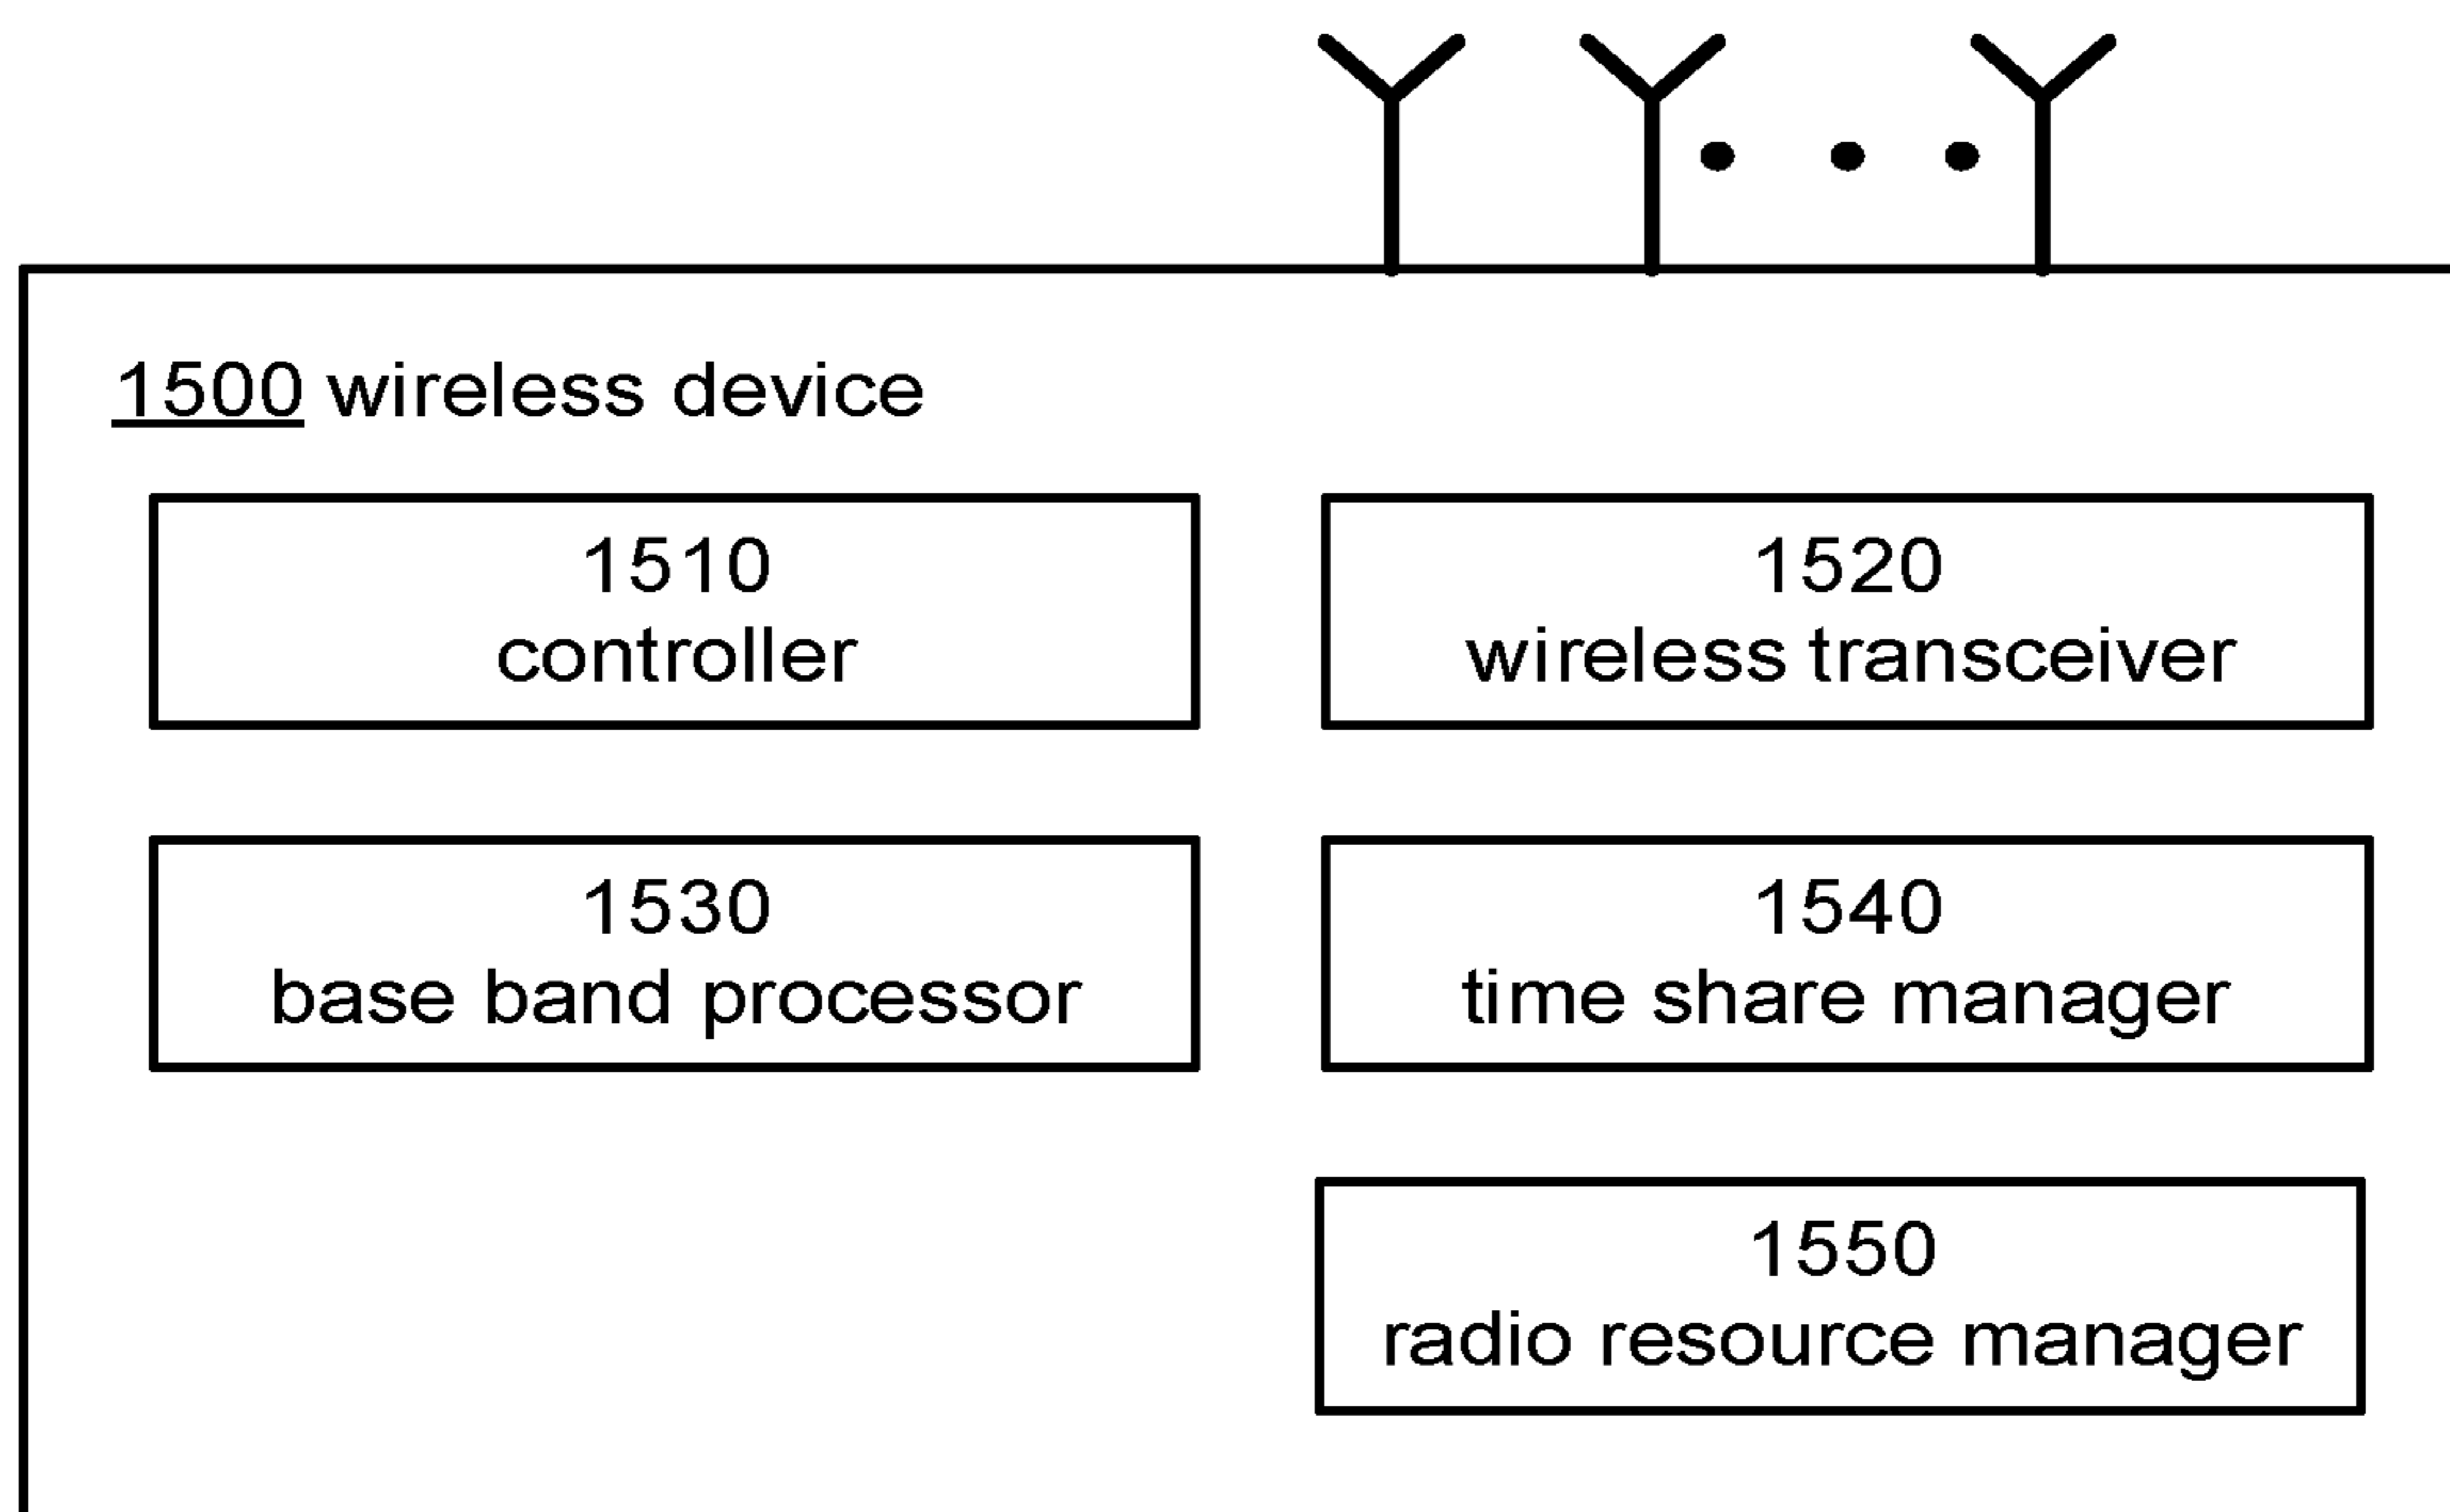 1500 wireless device
1510
controller
1520
wireless transceiver
1530
base band processor
1540
time share manager
1550
radio resource manager